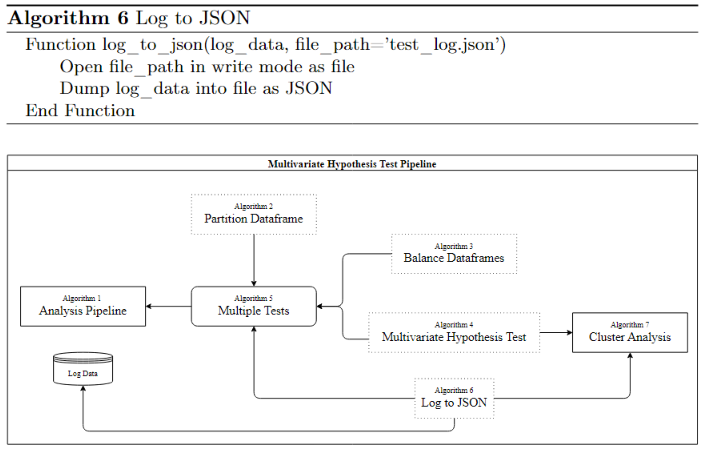 Algorithm 6 Log to JSON
Function log_to_json(log_data, file_path='test_log.json')
Open file_path in write mode as file
Dump log_data into file as JSON
End Function
Multivariate Hypothesis Test Pipeline
Algorithm 2
Partition Dataframe
Algorithm 3
Balance Dataframes
Algorithm 1
Analysis Pipeline
Algorithm 5
Multiple Tests
Algorithm 4
Multivariate Hypothesis Test
Algorithm 7
Cluster Analysis
Log Data
Algorithm 6
Log to JSON